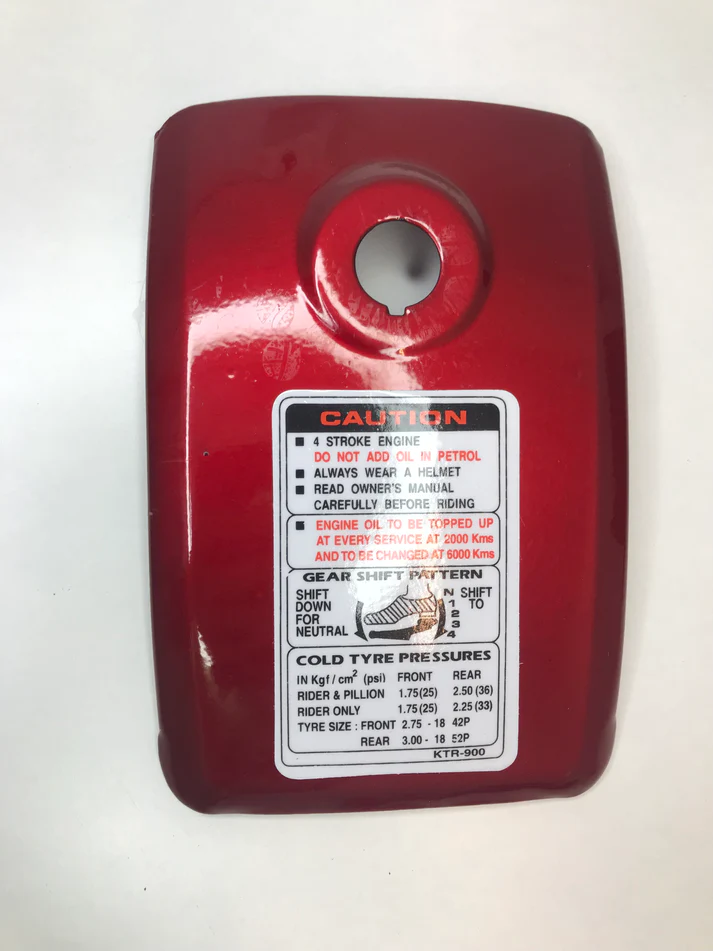 CAUTION
■ 4 STROKE ENGINE
DO NOT ADD OIL IN PETROL
■ ALWAYS WEAR A HELMET
■ READ OWNER'S MANUAL
CAREFULLY BEFORE RIDING
■ ENGINE OIL TO BE TOPPED UP
AT EVERY SERVICE AT 2000 Kms
AND TO BE CHANGED AT 6000 Kms
GEAR SHIFT PATTERN
SHIFT
DOWN
FOR
NEUTRAL
N
1
2
3
4
SHIFT
TO
COLD TYRE PRESSURES
IN Kgf / cm² (psi) FRONT REAR
RIDER & PILLION 1.75(25) 2.50 (36)
RIDER ONLY 1.75(25) 2.25 (33)
TYRE SIZE : FRONT 2.75 - 18 42P
REAR 3.00 - 18 52P
KTR-900